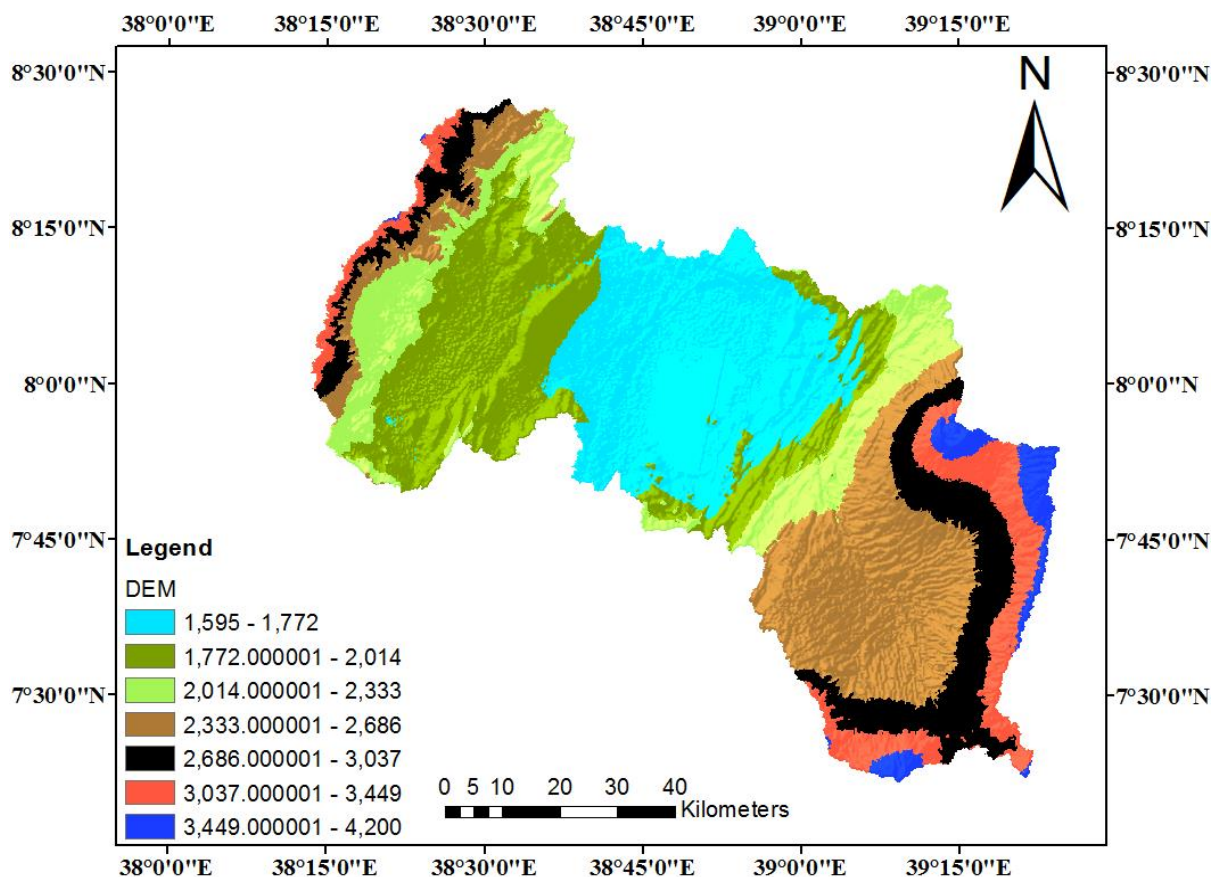 38°0'0"E 38°15'0"E 38°30'0"E 38°45'0"E 39°0'0"E 39°15'0"E
N
8°30'0"N 8°30'0"N
8°15'0"N 8°15'0"N
8°0'0"N 8°0'0"N
7°45'0"N 7°45'0"N
7°30'0"N 7°30'0"N
Legend
DEM
1,595 - 1,772
1,772.000001 - 2,014
2,014.000001 - 2,333
2,333.000001 - 2,686
2,686.000001 - 3,037
3,037.000001 - 3,449
3,449.000001 - 4,200
0 5 10 20 30 40
Kilometers
38°0'0"E 38°15'0"E 38°30'0"E 38°45'0"E 39°0'0"E 39°15'0"E